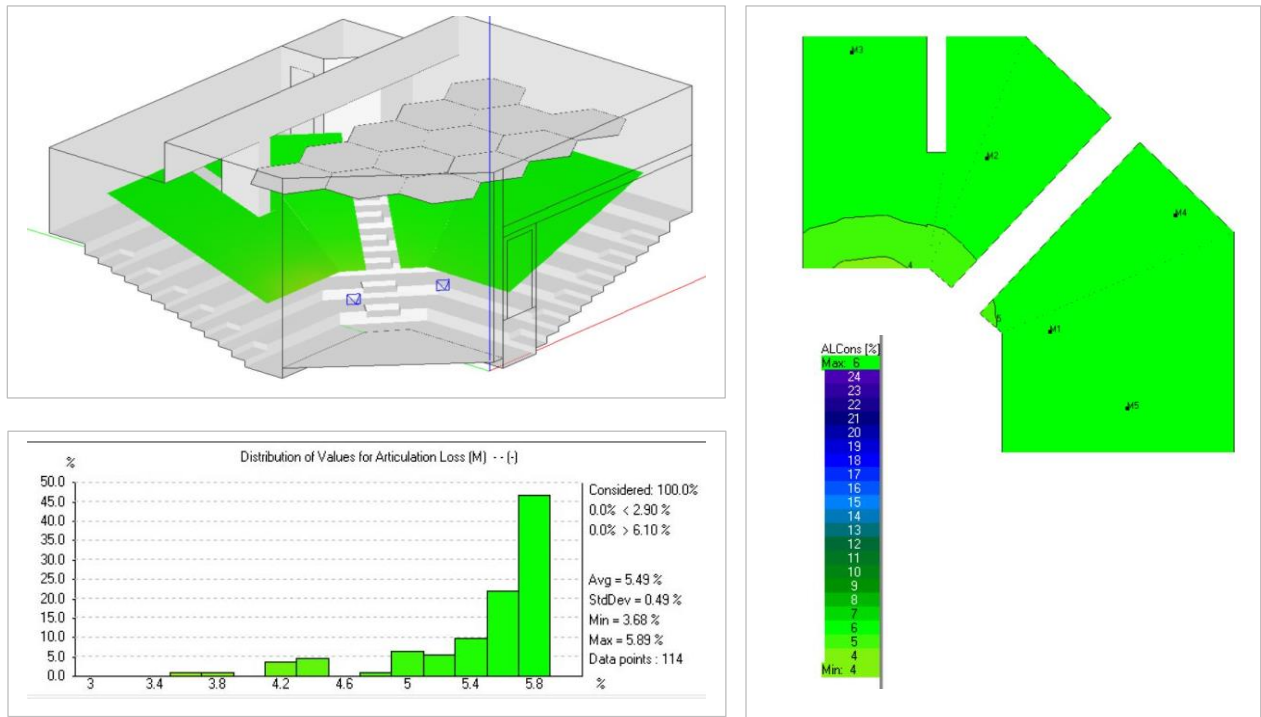 Distribution of Values for Articulation Loss (M) - - (-)
%
50.0
45.0
40.0
35.0
30.0
25.0
20.0
15.0
10.0
5.0
0.0
3 3.4 3.8 4.2 4.6 5 5.4 5.8 %
Considered: 100.0%
0.0% < 2.90 %
0.0% > 6.10 %
Avg = 5.49 %
StdDev = 0.49 %
Min = 3.68 %
Max = 5.89 %
Data points : 114
M3
M2
M4
4
5
M1
M5
ALCons [%]
Max: 6
24
23
22
21
20
19
18
17
16
15
14
13
12
11
10
9
8
7
6
5
4
Min: 4